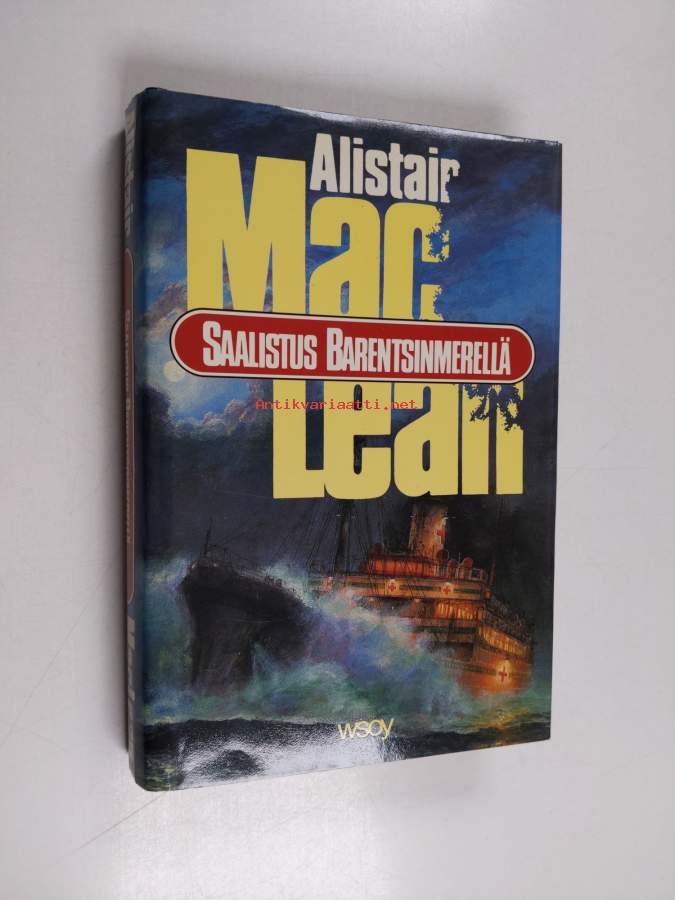 Alistair
Mac
SAALISTUS BARENTSINMERELLÄ
Antikvariaatti.net
Lean
wsoy